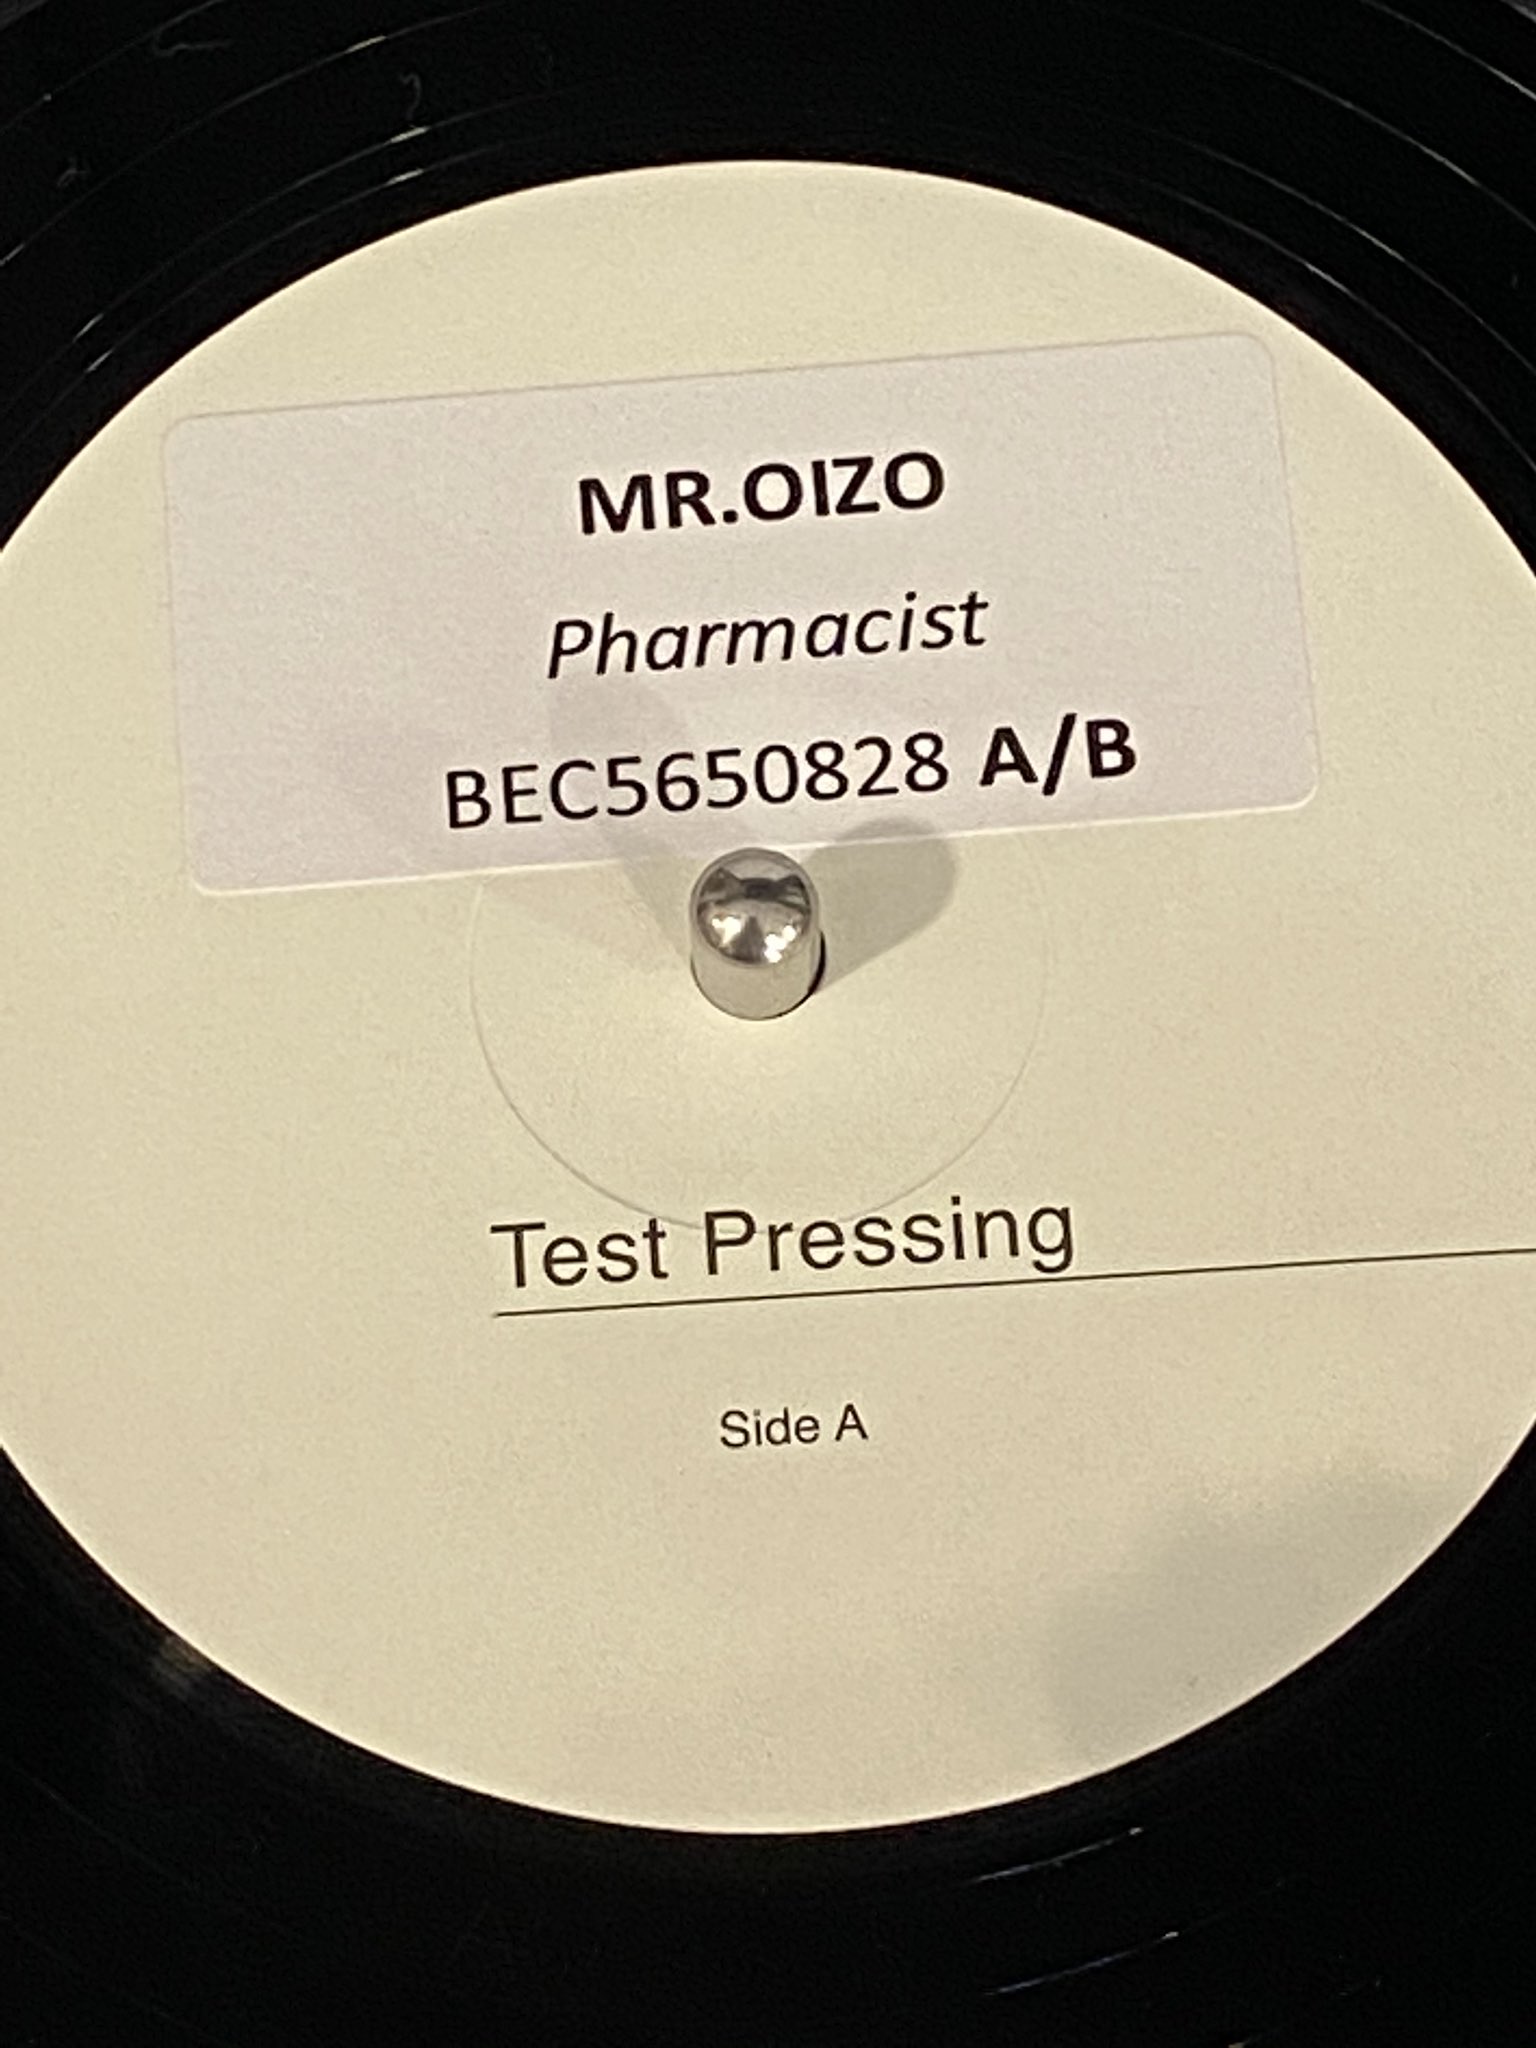 MR.OIZO
Pharmacist
BEC5650828 A/B
Test Pressing
Side A